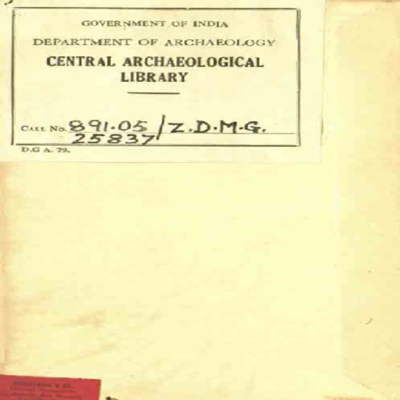 GOVERNMENT OF INDIA
DEPARTMENT OF ARCHAEOLOGY
CENTRAL ARCHAEOLOGICAL
LIBRARY
CALL No. 891.05/Z.D.M.G.
25837
D.G A. 79.